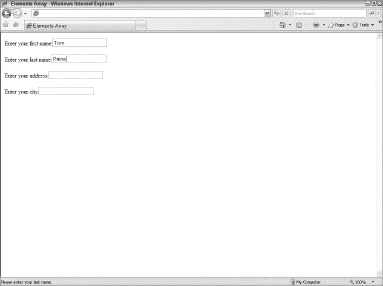 Elements Array - Windows Internet Explorer
Live Search
Elements Array
Page
Tools
Enter your first name: Tom
Enter your last name: Paine
Enter your address:
Enter your city:
Please enter your last name.
My Computer
100%